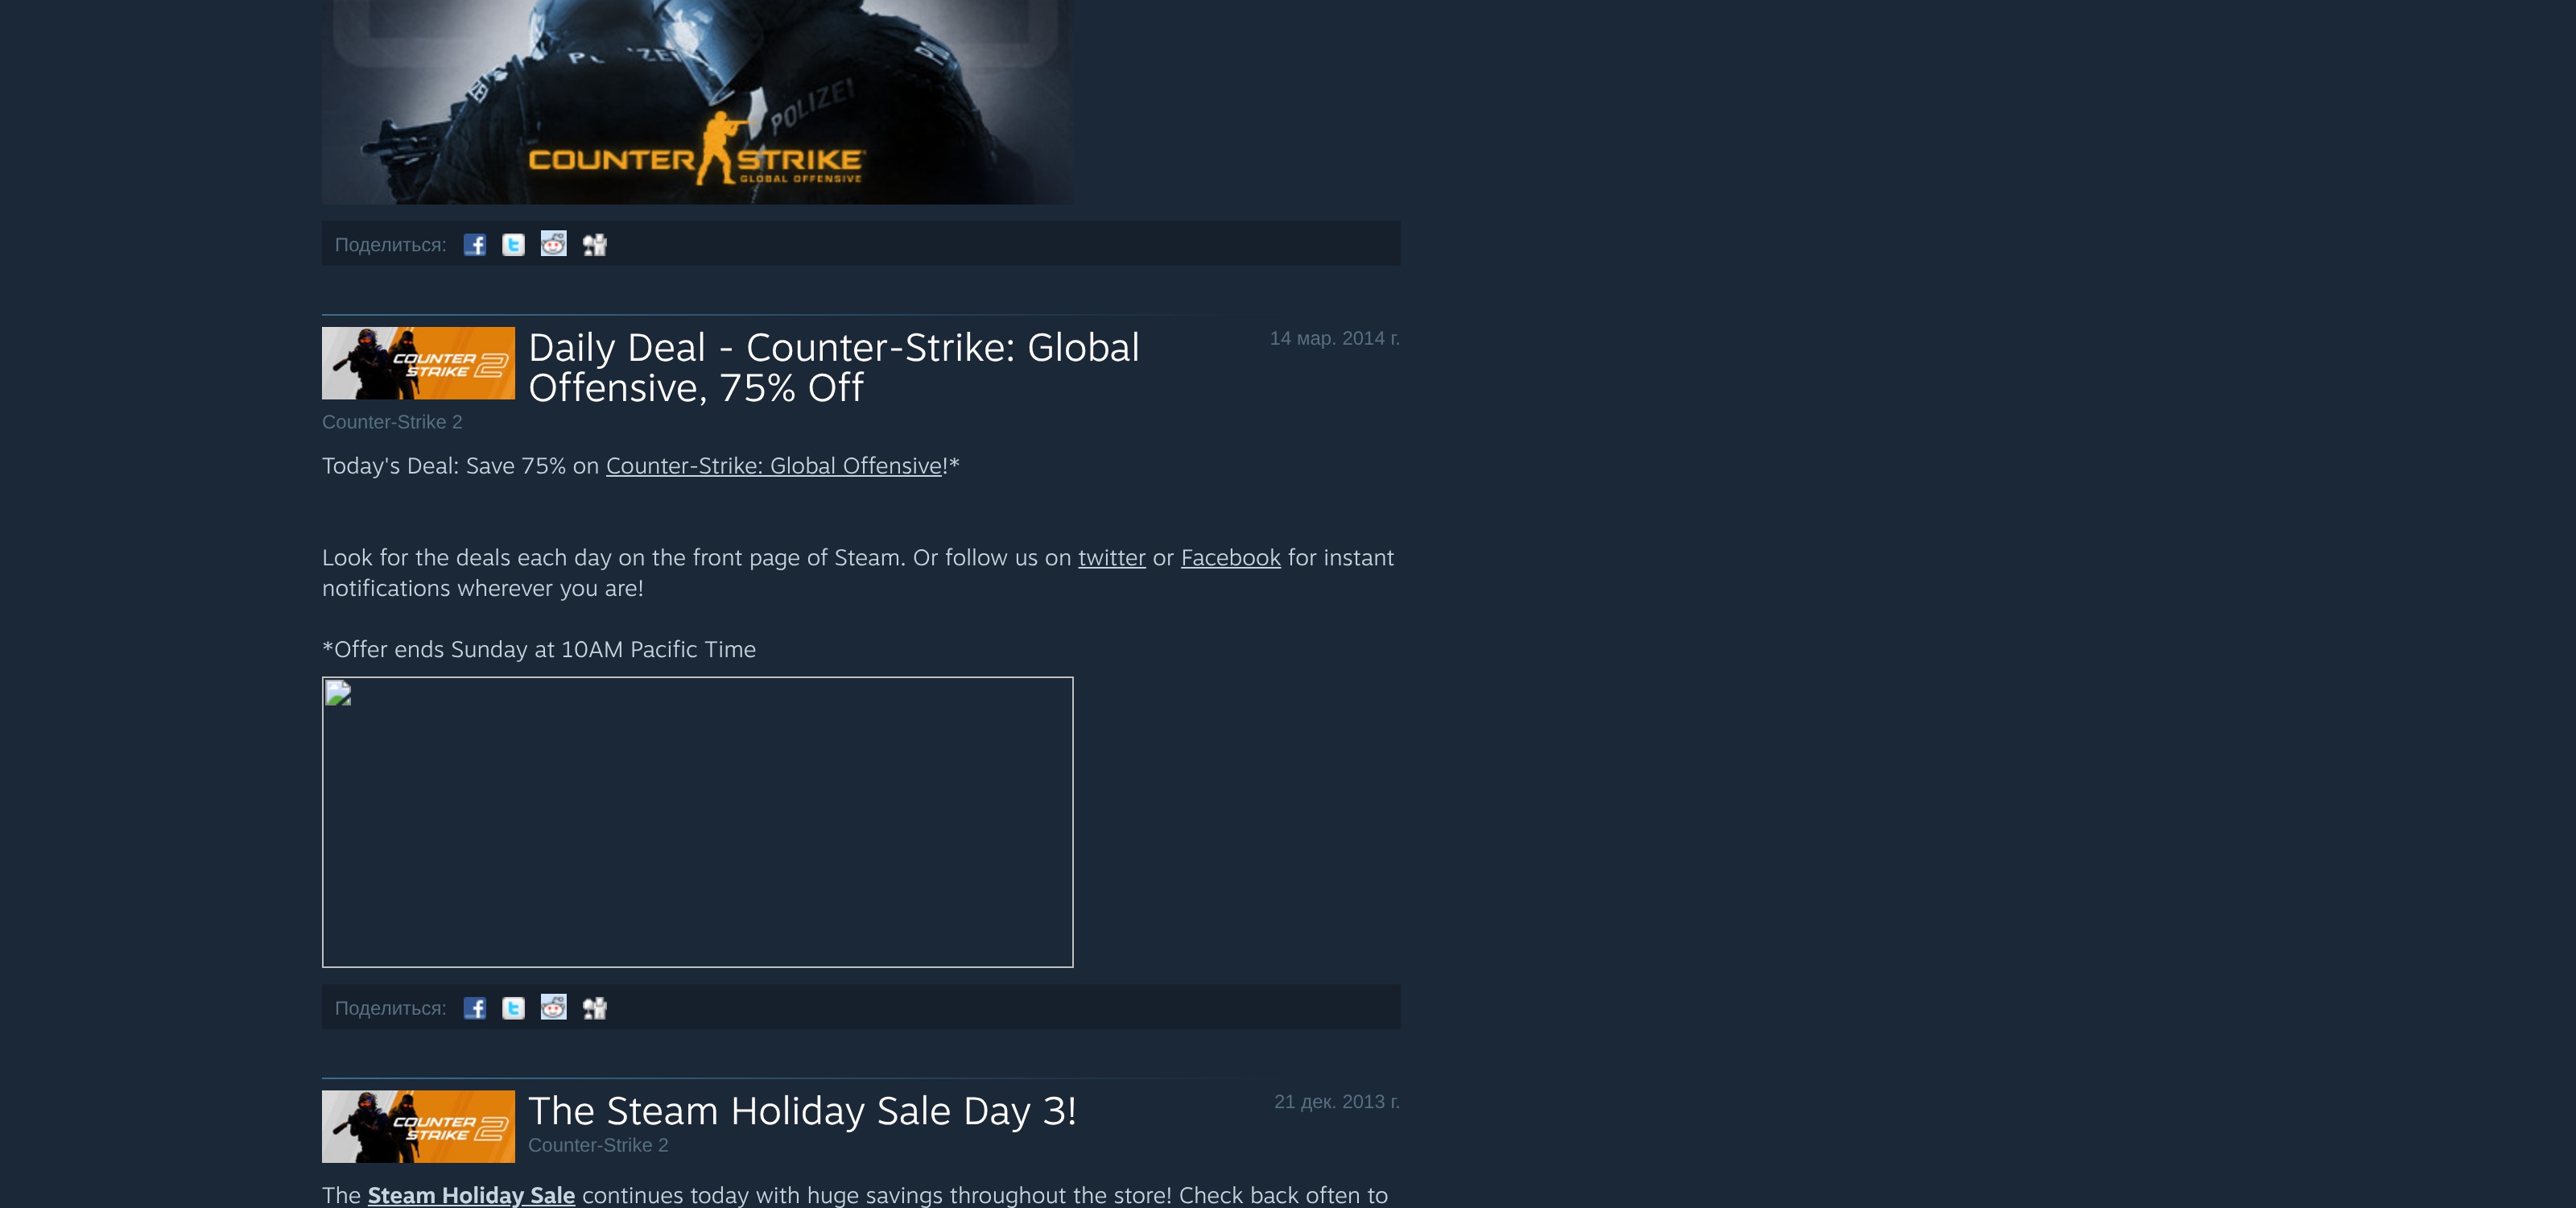 POLIZEI
COUNTER STRIKE
GLOBAL OFFENSIVE
Поделиться:
COUNTER STRIKE 2
Daily Deal - Counter-Strike: Global
Offensive, 75% Off
14 мар. 2014 г.
Counter-Strike 2
Today's Deal: Save 75% on Counter-Strike: Global Offensive!*
Look for the deals each day on the front page of Steam. Or follow us on twitter or Facebook for instant
notifications wherever you are!
*Offer ends Sunday at 10AM Pacific Time
Поделиться:
COUNTER STRIKE 2
The Steam Holiday Sale Day 3!
21 дек. 2013 г.
Counter-Strike 2
The Steam Holiday Sale continues today with huge savings throughout the store! Check back often to